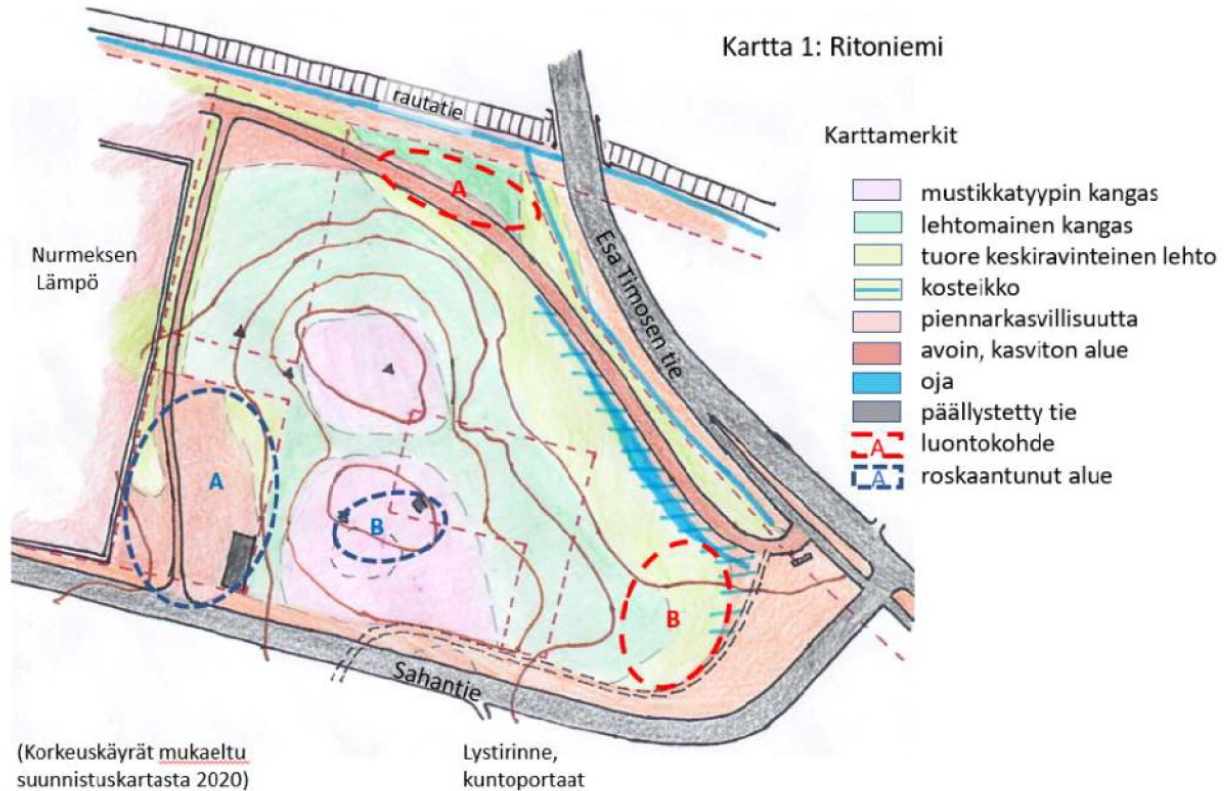 Kartta 1: Ritoniemi
rautatie
Karttamerkit
mustikkatyypin kangas
lehtomainen kangas
tuore keskiravinteinen lehto
kosteikko
piennarkasvillisuutta
avoin, kasviton alue
oja
päällystetty tie
A luontokohde
A roskaantunut alue
A
Nurmeksen
Lämpö
Esa Timosen tie
A
B
B
Sahantie
(Korkeuskäyrät mukaeltu
suunnistuskartasta 2020)
Lystirinne,
kuntoportaat